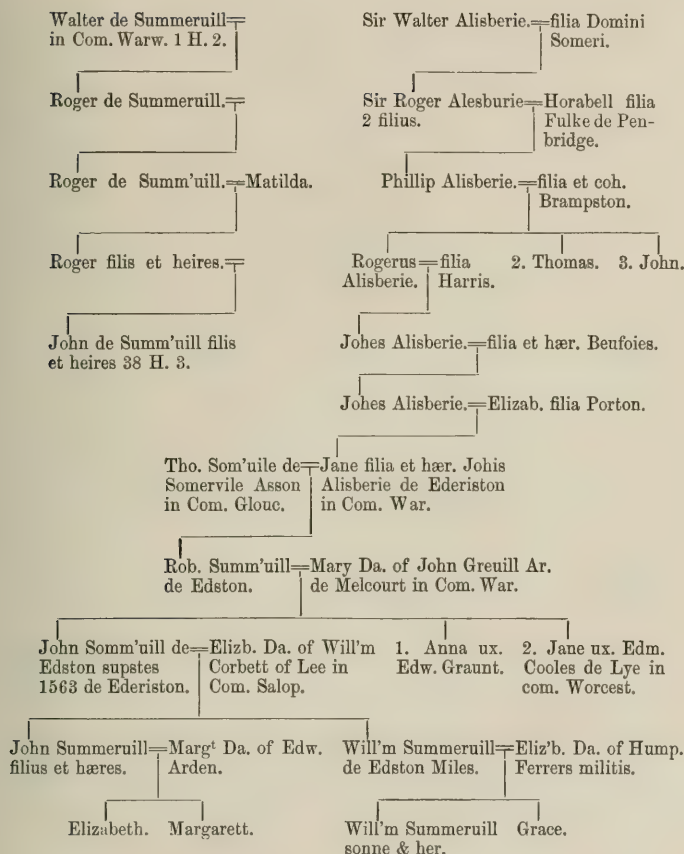 Walter de Summeruill
in Com. Warw. 1 H. 2.
Sir Walter Alisberie.
filia Domini
Someri.
Roger de Summeruill.
Sir Roger Alesburie
2 filius.
Horabell filia
Fulke de Pen-
bridge.
Roger de Summ'uill.
Matilda.
Phillip Alisberie.
filia et coh.
Brampston.
Roger filis et heires.
Rogerus
Alisberie.
filia
Harris.
2. Thomas.
3. John.
John de Summ'uill filis
et heires 38 H. 3.
Johes Alisberie.
filia et hær. Beufoies.
Johes Alisberie.
Elizab. filia Porton.
Tho. Som'uile de
Somervile Asson
in Com. Glouc.
Jane filia et hær. Johis
Alisberie de Ederiston
in Com. War.
Rob. Summ'uill
de Edston.
Mary Da. of John Greuill Ar.
de Melcourt in Com. War.
John Somm'uill de
Edston supstes
1563 de Ederiston.
Elizb. Da. of Will'm
Corbett of Lee in
Com. Salop.
1. Anna ux.
Edw. Graunt.
2. Jane ux. Edm.
Cooles de Lye in
com. Worcest.
John Summeruill
filius et hæres.
Margt Da. of Edw.
Arden.
Will'm Summeruill
de Edston Miles.
Eliz'b. Da. of Hump.
Ferrers militis.
Elizabeth.
Margarett.
Will'm Summeruill
sonne & her.
Grace.